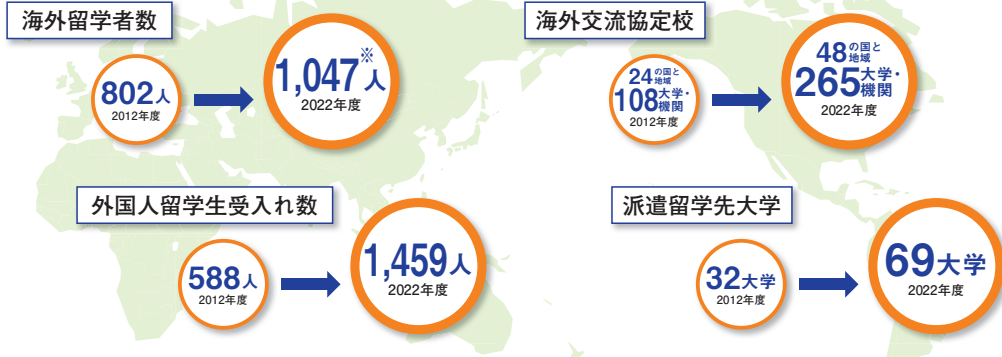 海外留学者数
802人
2012年度
1,047人※
2022年度
海外交流協定校
24の国と地域
108大学・機関
2012年度
48の国と地域
265大学・機関
2022年度
外国人留学生受入れ数
588人
2012年度
1,459人
2022年度
派遣留学先大学
32大学
2012年度
69大学
2022年度